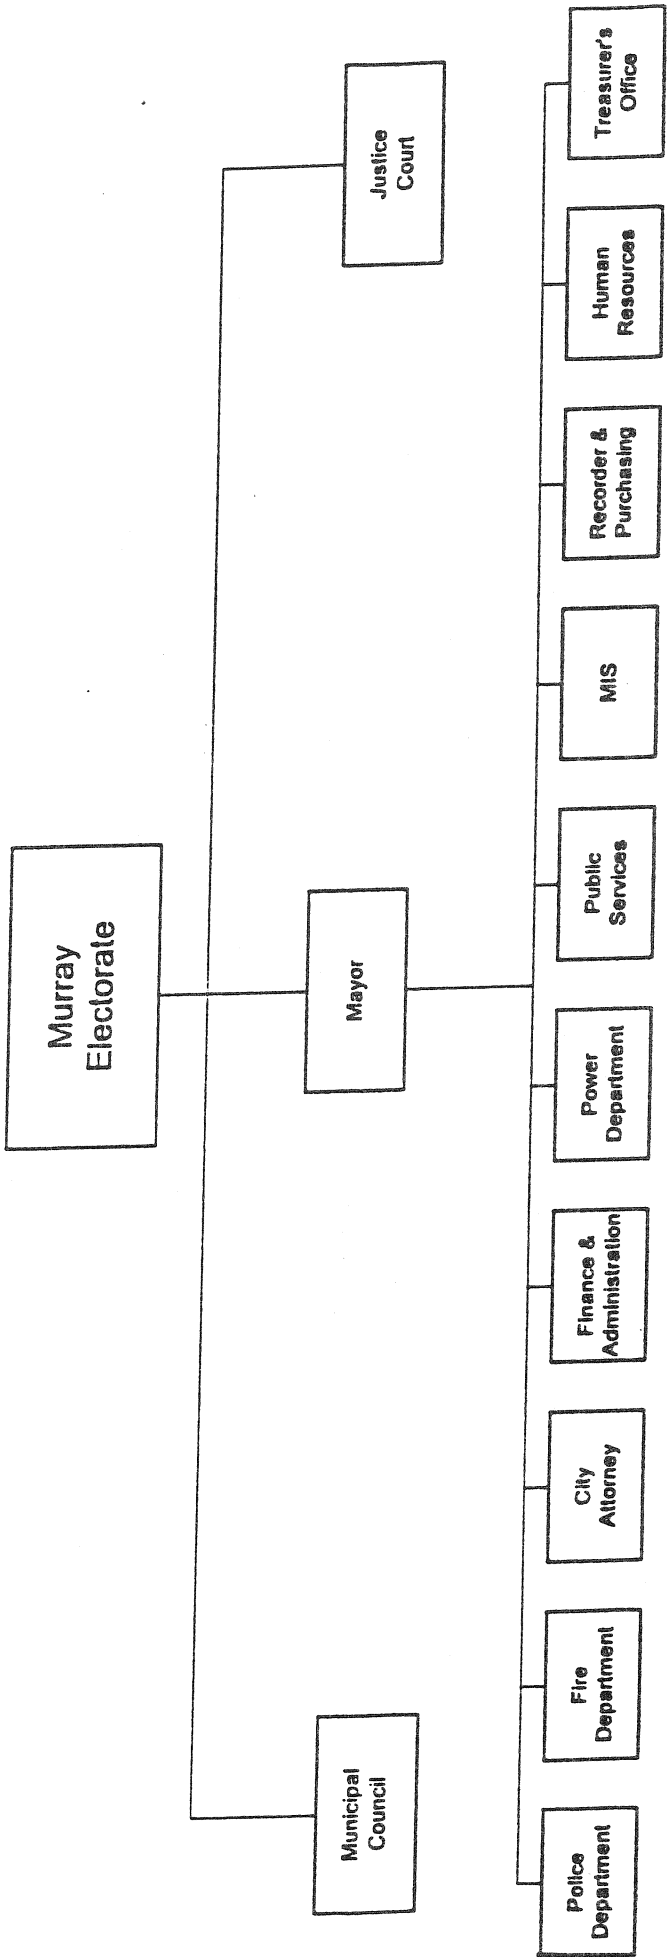 Murray
Electorate
Municipal
Council
Mayor
Justice
Court
Police
Department
Fire
Department
City
Attorney
Finance &
Administration
Power
Department
Public
Services
MIS
Recorder &
Purchasing
Human
Resources
Treasurer's
Office